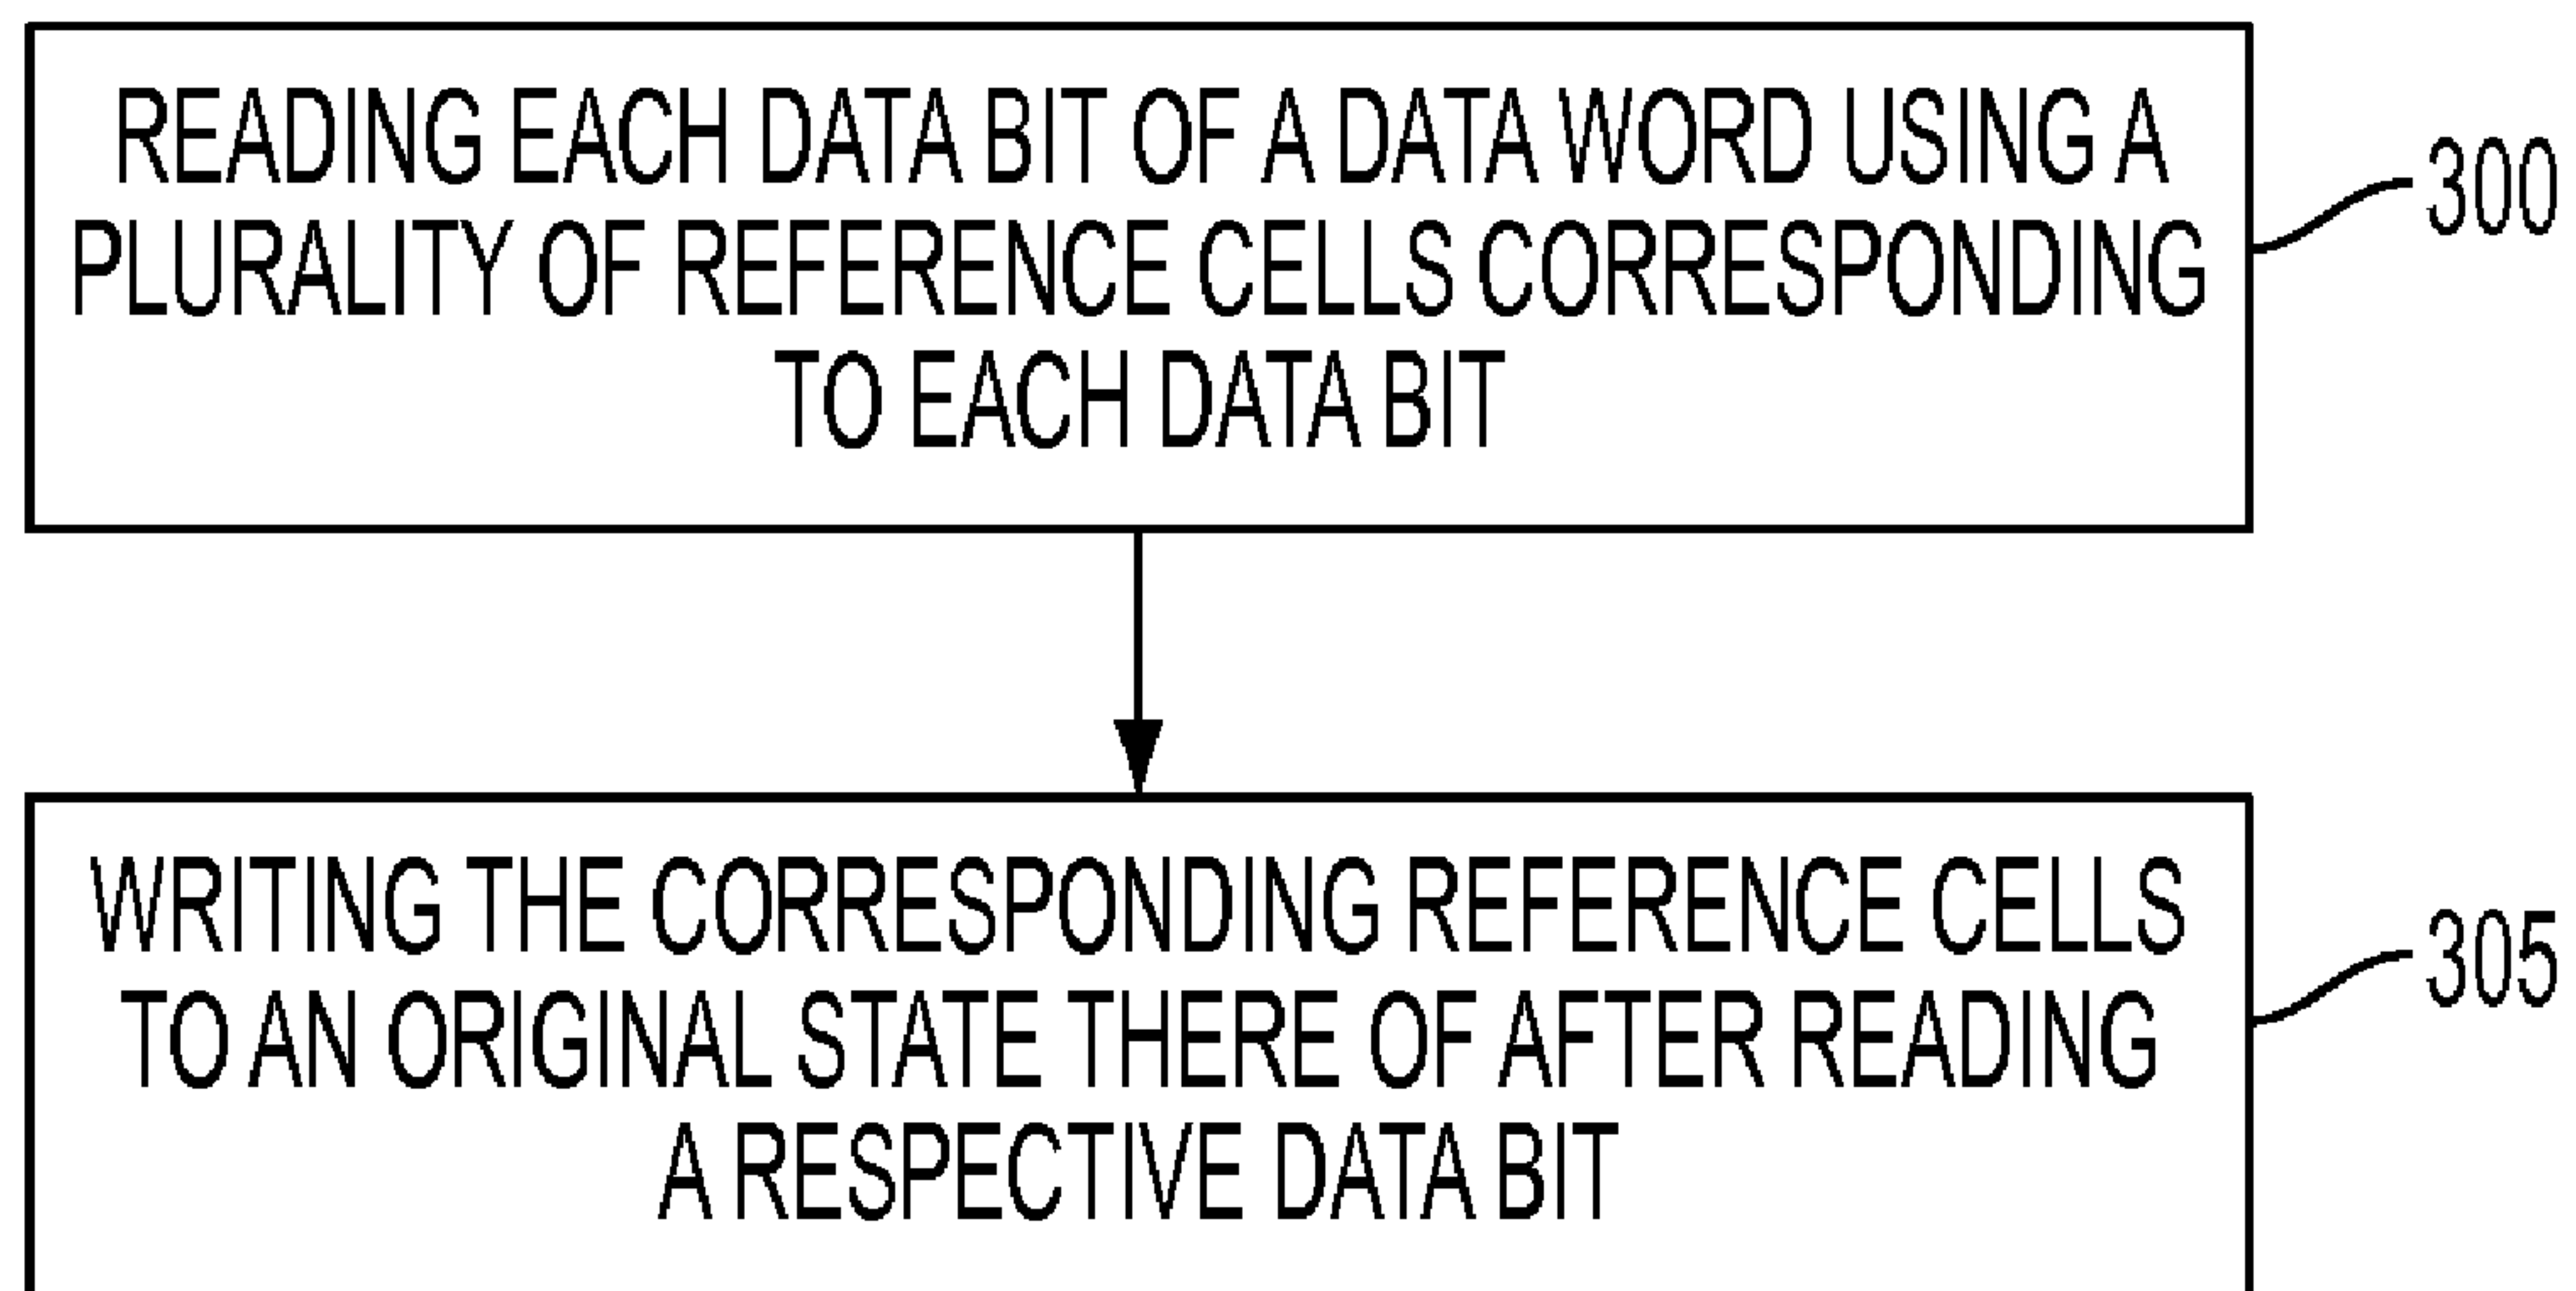 READING EACH DATA BIT OF A DATA WORD USING A
PLURALITY OF REFERENCE CELLS CORRESPONDING
TO EACH DATA BIT
300
WRITING THE CORRESPONDING REFERENCE CELLS
TO AN ORIGINAL STATE THERE OF AFTER READING
A RESPECTIVE DATA BIT
305